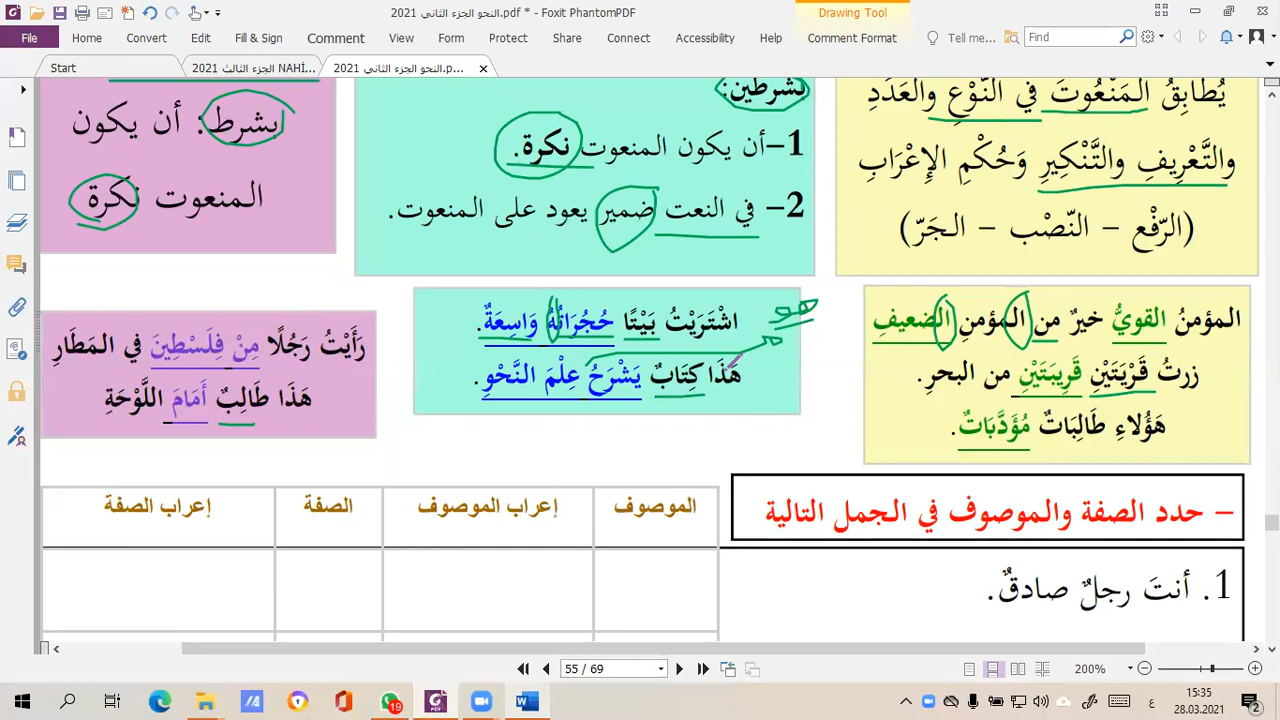 النحو الجزء الثاني 2021.pdf * - Foxit PhantomPDF
Drawing Tool
File Home Convert Edit Fill & Sign Comment View Form Protect Share Connect Accessibility Help Comment Format Tell me... Find
Start
الجزء الثالث NAHİ 2021...
النحو الجزء الثاني 2021.p...
يُطَابِقُ المَنْعُوتَ في النَّوْعِ والعَدَدِ
والتَّعْرِيفِ والتَّنْكِيرِ وَحُكْمِ الإِعْرَابِ
(الرّفْع – النّصْب – الجَرّ)
بشرطين:
1-أن يكون المنعوت نكرة.
2- في النعت ضمير يعود على المنعوت.
بشرط: أن يكون
المنعوت نكرة
المؤمنُ القويُّ خيرٌ من المؤمنِ الضعيفِ
زرتُ قَرْيَتَيْنِ قَرِيبَتَيْنِ من البحرِ.
هَؤُلاءِ طَالِبَاتٌ مُؤَدَّبَاتٌ.
اشْتَرَيْتُ بَيْتًا حُجُرَاتُهُ وَاسِعَةٌ.
هَذَا كِتَابٌ يَشْرَحُ عِلْمَ النَّحْوِ.
رَأَيْتُ رَجُلًا مِنْ فِلَسْطِينَ في المَطَارِ
هَذَا طَالِبٌ أَمَامَ اللَّوْحَةِ
– حدد الصفة والموصوف في الجمل التالية
الموصوف إعراب الموصوف الصفة إعراب الصفة
1. أنتَ رجلٌ صادقٌ.
55 / 69
200%
19
ع
15:35
28.03.2021
2